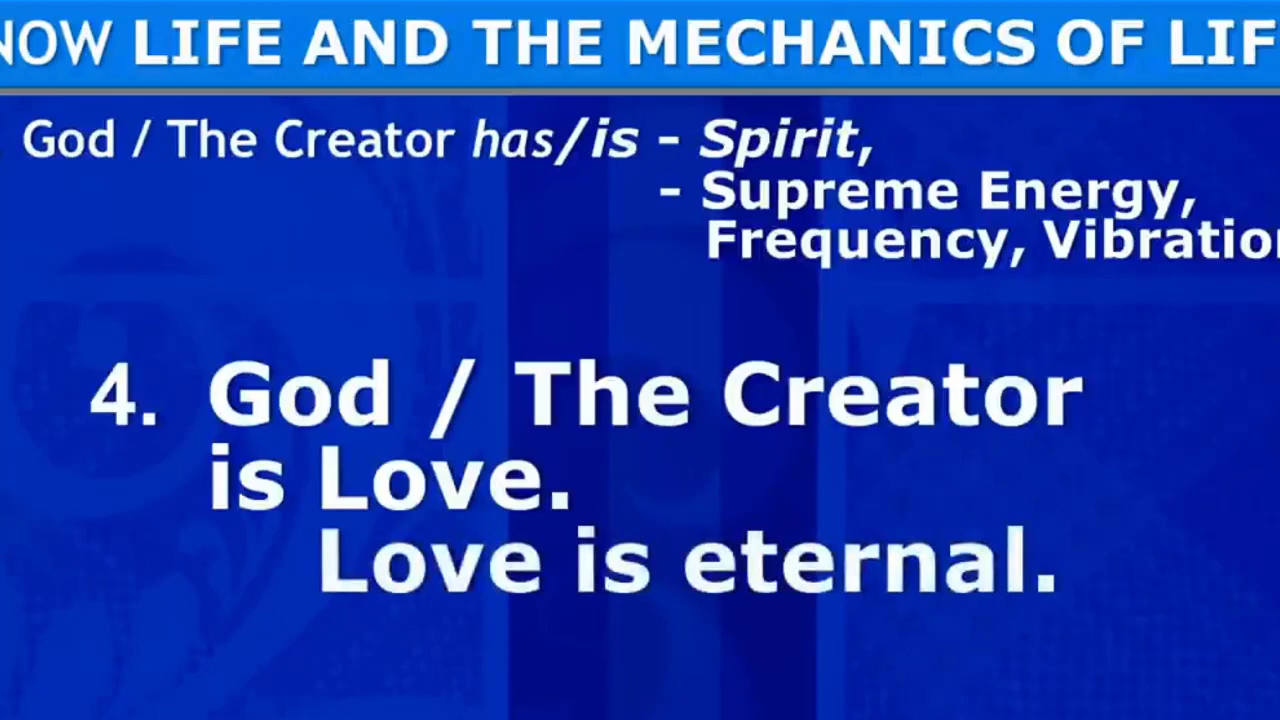 NOW LIFE AND THE MECHANICS OF LIF
God / The Creator has/is - Spirit,
- Supreme Energy,
Frequency, Vibration
4. God / The Creator
is Love.
Love is eternal.